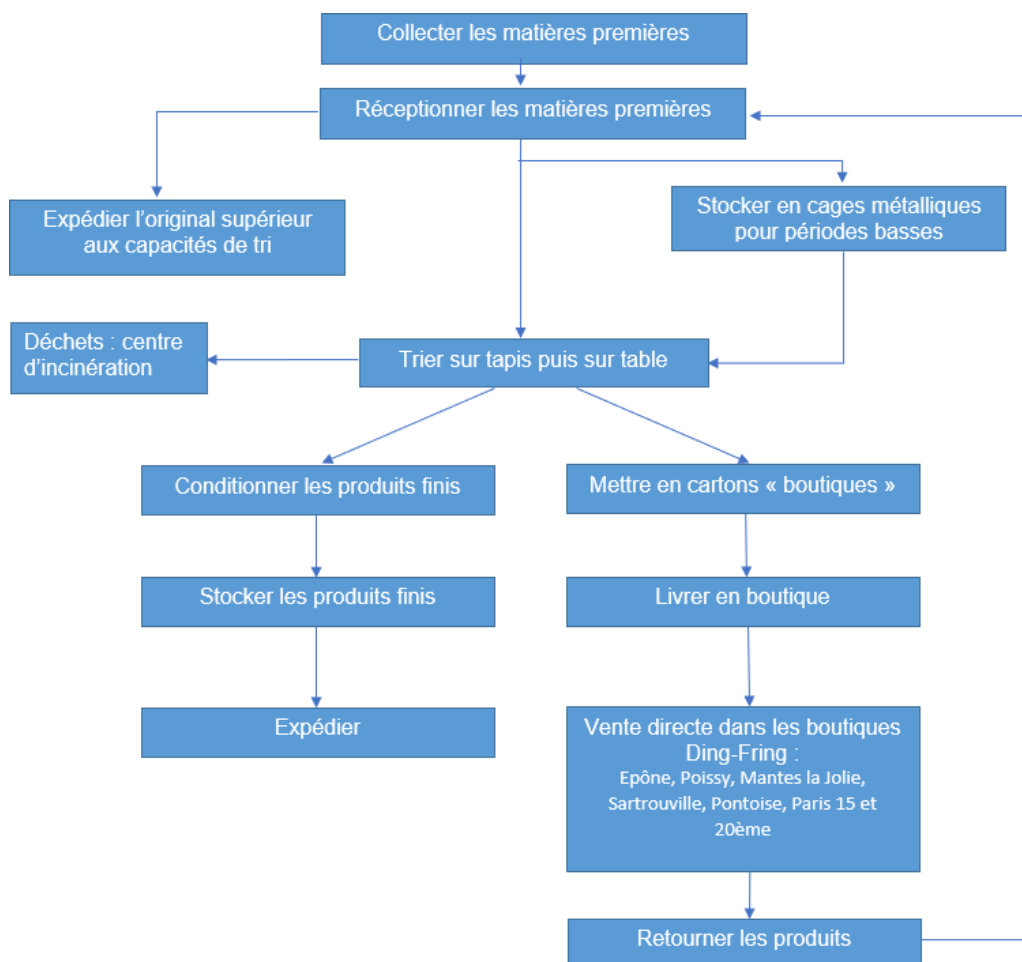 Collecter les matières premières
Réceptionner les matières premières
Expédier l'original supérieur
aux capacités de tri
Stocker en cages métalliques
pour périodes basses
Déchets : centre
d'incinération
Trier sur tapis puis sur table
Conditionner les produits finis
Mettre en cartons « boutiques »
Stocker les produits finis
Livrer en boutique
Expédier
Vente directe dans les boutiques
Ding-Fring :
Epône, Poissy, Mantes la Jolie,
Sartrouville, Pontoise, Paris 15 et
20ème
Retourner les produits